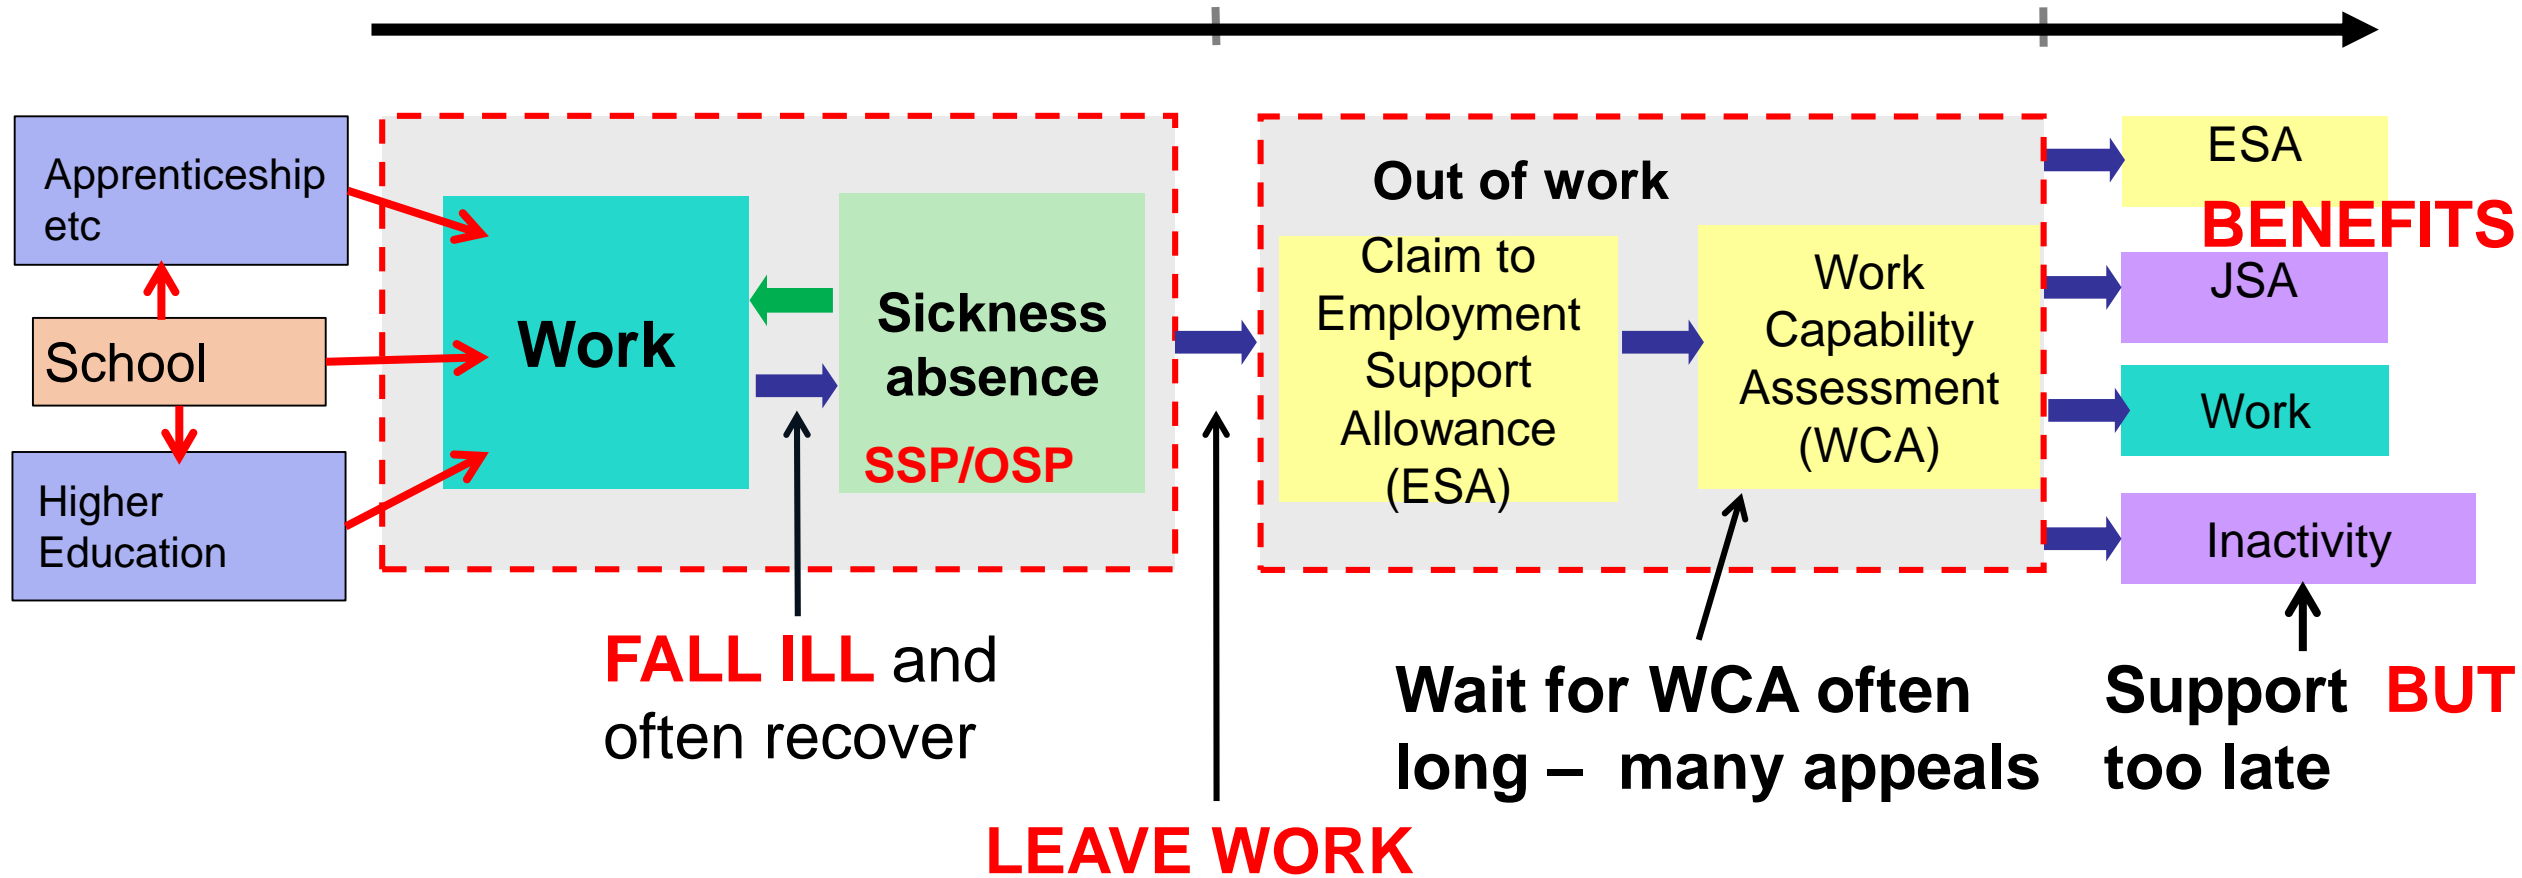 Apprenticeship
etc
School
Higher
Education
Work
Sickness
absence
SSP/OSP
FALL ILL and
often recover
LEAVE WORK
Out of work
Claim to
Employment
Support
Allowance
(ESA)
Work
Capability
Assessment
(WCA)
Wait for WCA often
long – many appeals
ESA
BENEFITS
JSA
Work
Inactivity
Support BUT
too late